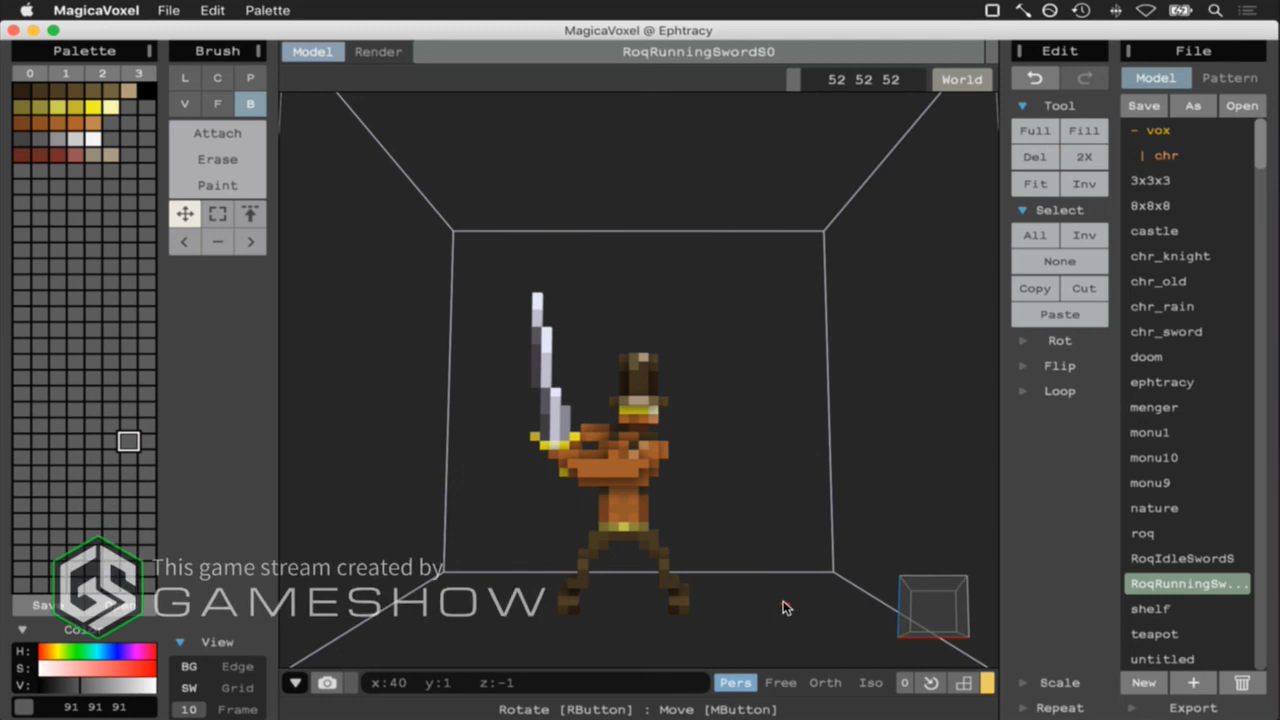 MagicaVoxel File Edit Palette
MagicaVoxel @ Ephtracy
Palette
0 1 2 3
Brush
L C P
V F B
Attach
Erase
Paint
Model Render RoqRunningSwordS0
52 52 52 World
Edit
Tool
Full Fill
Del 2X
Fit Inv
Select
All Inv
None
Copy Cut
Paste
Rot
Flip
Loop
Scale
Repeat
File
Model Pattern
Save As Open
- vox
| chr
3x3x3
8x8x8
castle
chr_knight
chr_old
chr_rain
chr_sword
doom
ephtracy
menger
monu1
monu10
monu9
nature
roq
RoqIdleSwordS
RoqRunningSw...
shelf
teapot
untitled
New + 
Export
This game stream created by
GS GAMESHOW
H:
S:
V:
91 91 91
View
BG Edge
SW Grid
10 Frame
x:40 y:1 z:-1
Pers Free Orth Iso 0
Rotate [RButton] : Move [MButton]